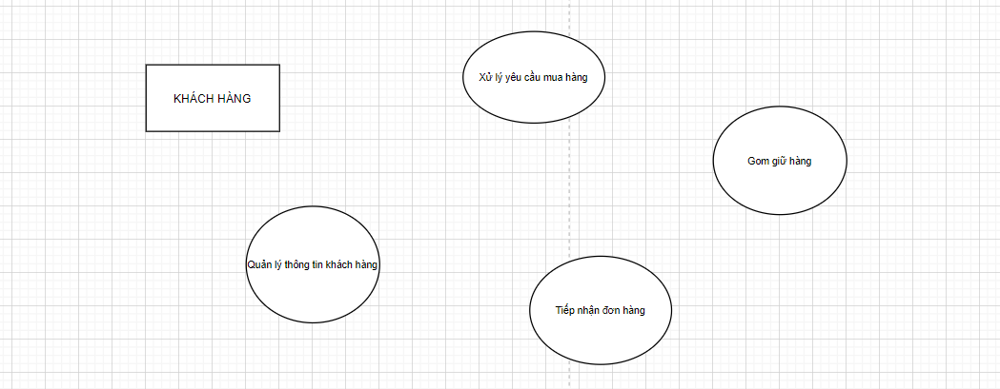 KHÁCH HÀNG
Xử lý yêu cầu mua hàng
Gom giữ hàng
Quản lý thông tin khách hàng
Tiếp nhận đơn hàng